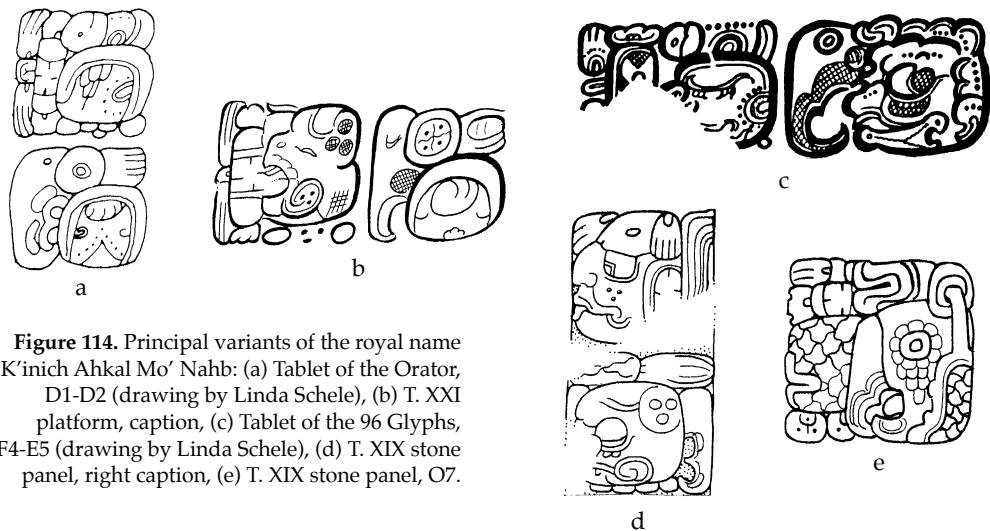 a
b
c
d
e
Figure 114. Principal variants of the royal name
K’inich Ahkal Mo’ Nahb: (a) Tablet of the Orator,
D1-D2 (drawing by Linda Schele), (b) T. XXI
platform, caption, (c) Tablet of the 96 Glyphs,
F4-E5 (drawing by Linda Schele), (d) T. XIX stone
panel, right caption, (e) T. XIX stone panel, O7.